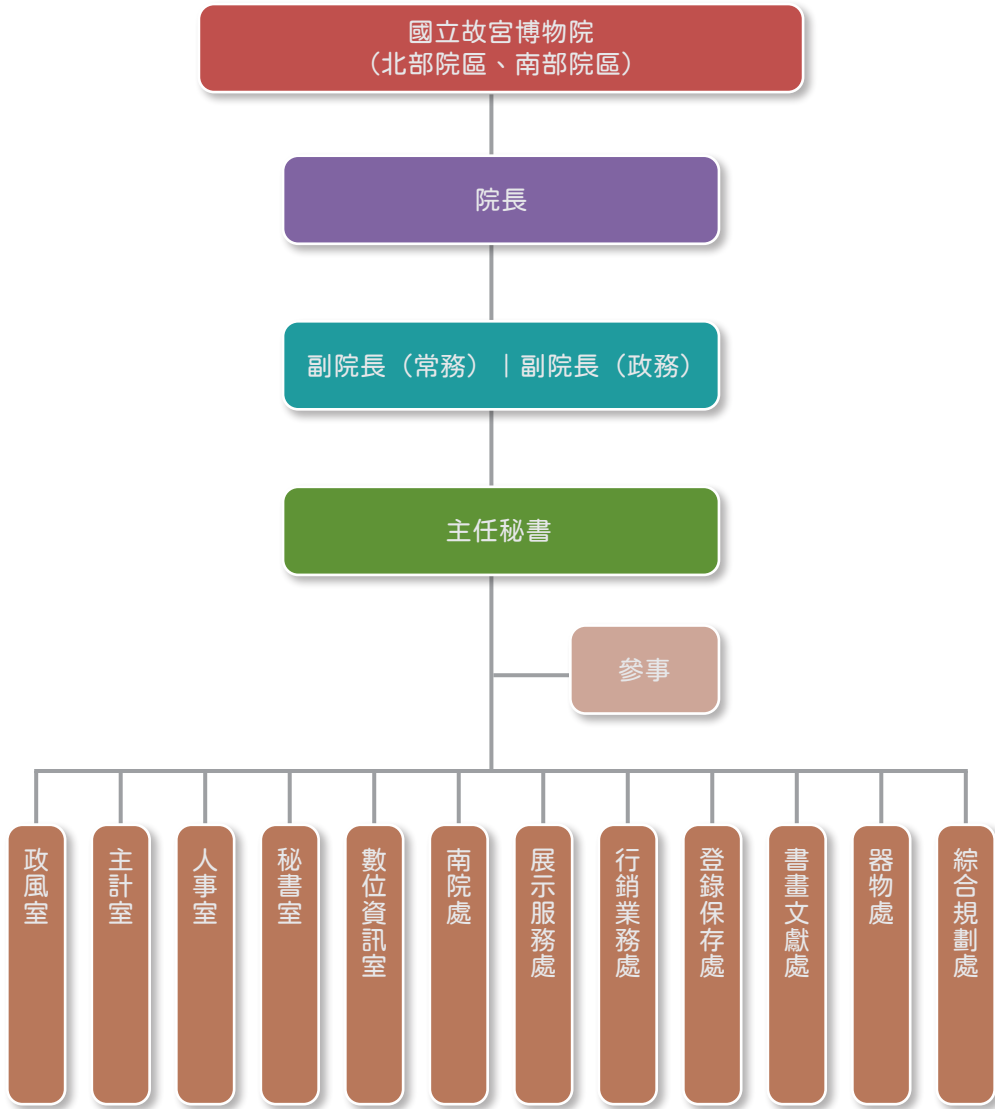 國立故宮博物院
（北部院區、南部院區）
院長
副院長（常務）｜副院長（政務）
主任秘書
參事
政風室
主計室
人事室
秘書室
數位資訊室
南院處
展示服務處
行銷業務處
登錄保存處
書畫文獻處
器物處
綜合規劃處